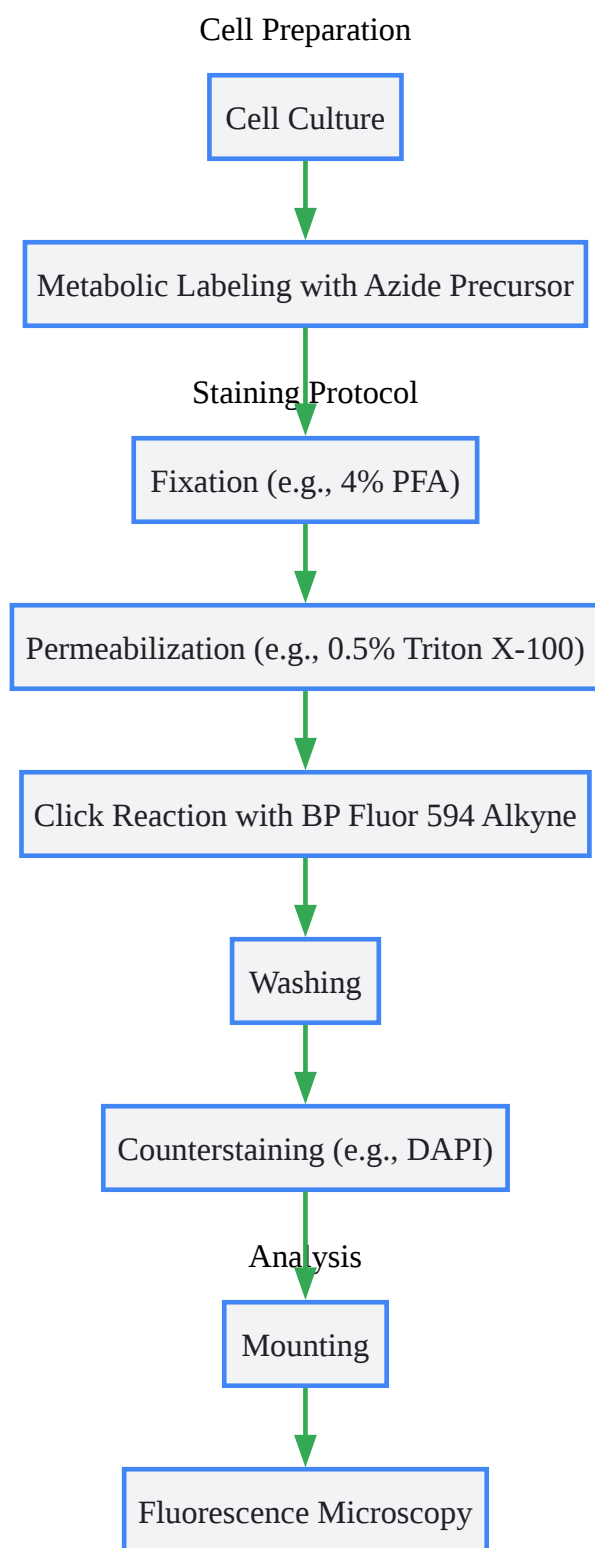 Cell Preparation
Cell Culture
Metabolic Labeling with Azide Precursor
Staining Protocol
Fixation (e.g., 4% PFA)
Permeabilization (e.g., 0.5% Triton X-100)
Click Reaction with BP Fluor 594 Alkyne
Washing
Counterstaining (e.g., DAPI)
Analysis
Mounting
Fluorescence Microscopy